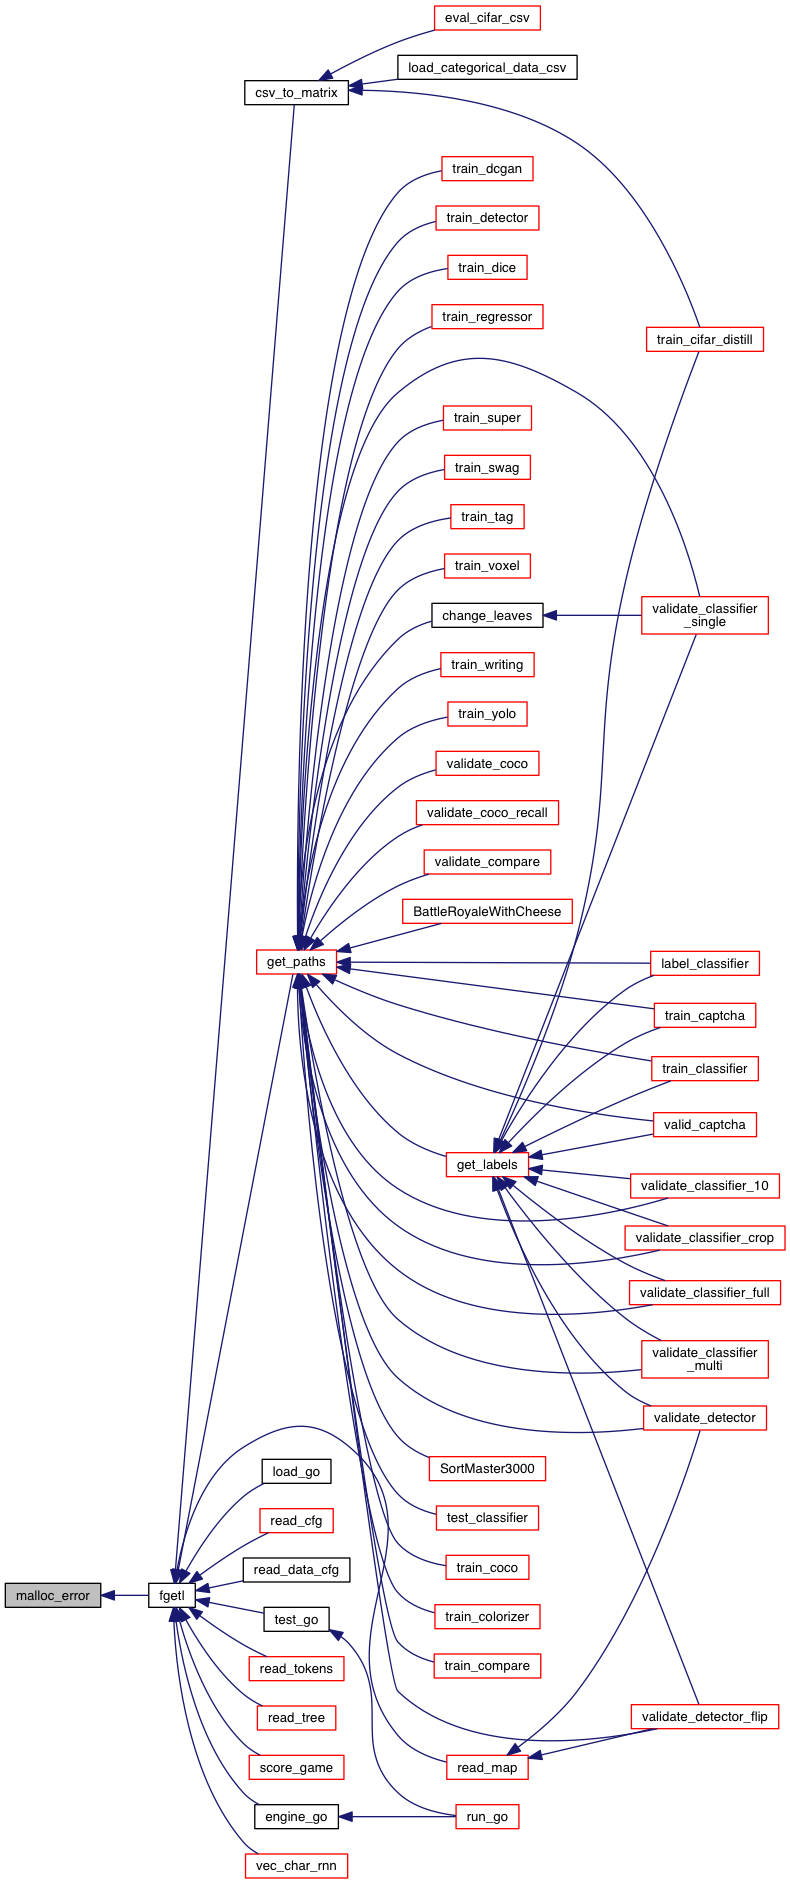 eval_cifar_csv
load_categorical_data_csv
csv_to_matrix
train_dcgan
train_detector
train_dice
train_regressor
train_cifar_distill
train_super
train_swag
train_tag
train_voxel
change_leaves
validate_classifier
_single
train_writing
train_yolo
validate_coco
validate_coco_recall
validate_compare
BattleRoyaleWithCheese
get_paths
label_classifier
train_captcha
train_classifier
valid_captcha
get_labels
validate_classifier_10
validate_classifier_crop
validate_classifier_full
validate_classifier
_multi
validate_detector
SortMaster3000
load_go
test_classifier
read_cfg
train_coco
read_data_cfg
malloc_error
fgetl
test_go
train_colorizer
read_tokens
train_compare
read_tree
validate_detector_flip
score_game
read_map
engine_go
run_go
vec_char_rnn